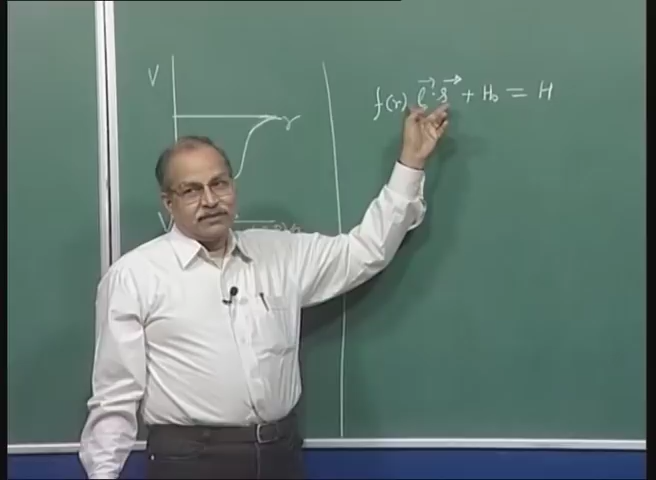 V
r
f(r) ℓ⃗·s⃗ + H₀ = H
V